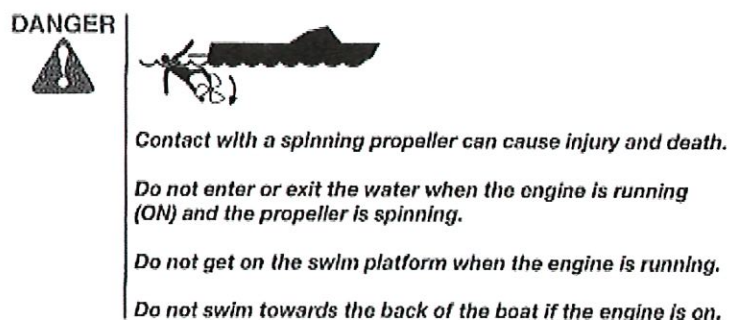 DANGER
Contact with a spinning propeller can cause injury and death.
Do not enter or exit the water when the engine is running
(ON) and the propeller is spinning.
Do not get on the swim platform when the engine is running.
Do not swim towards the back of the boat if the engine is on.